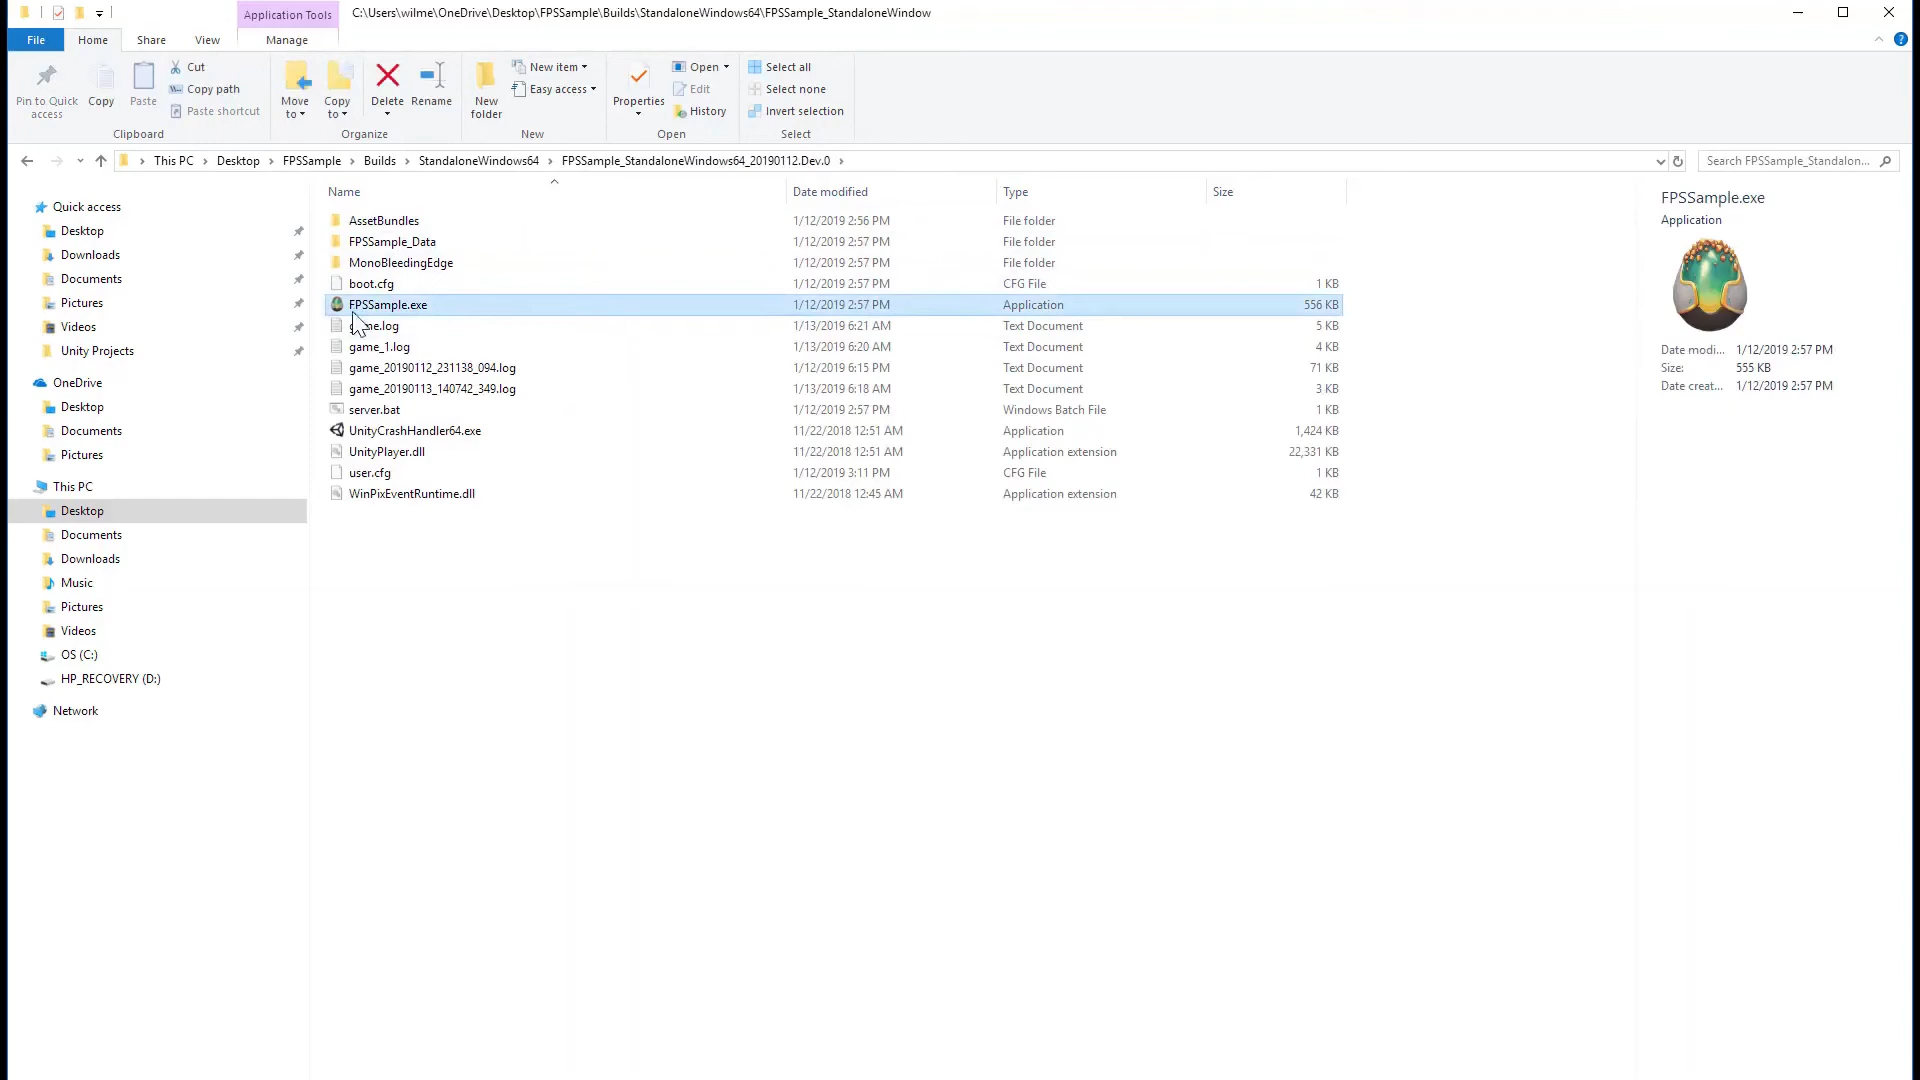 Application Tools
C:\Users\wilme\OneDrive\Desktop\FPSSample\Builds\StandaloneWindows64\FPSSample_StandaloneWindow
File Home Share View Manage
Pin to Quick access
Copy
Paste
Cut
Copy path
Paste shortcut
Clipboard
Move to
Copy to
Delete
Rename
Organize
New folder
New item
Easy access
New
Properties
Open
Edit
History
Open
Select all
Select none
Invert selection
Select
This PC Desktop FPSSample Builds StandaloneWindows64 FPSSample_StandaloneWindows64_20190112.Dev.0
Search FPSSample_Standalon...
Quick access
Desktop
Downloads
Documents
Pictures
Videos
Unity Projects
OneDrive
Desktop
Documents
Pictures
This PC
Desktop
Documents
Downloads
Music
Pictures
Videos
OS (C:)
HP_RECOVERY (D:)
Network
Name Date modified Type Size
AssetBundles 1/12/2019 2:56 PM File folder
FPSSample_Data 1/12/2019 2:57 PM File folder
MonoBleedingEdge 1/12/2019 2:57 PM File folder
boot.cfg 1/12/2019 2:57 PM CFG File 1 KB
FPSSample.exe 1/12/2019 2:57 PM Application 556 KB
game.log 1/13/2019 6:21 AM Text Document 5 KB
game_1.log 1/13/2019 6:20 AM Text Document 4 KB
game_20190112_231138_094.log 1/12/2019 6:15 PM Text Document 71 KB
game_20190113_140742_349.log 1/13/2019 6:18 AM Text Document 3 KB
server.bat 1/12/2019 2:57 PM Windows Batch File 1 KB
UnityCrashHandler64.exe 11/22/2018 12:51 AM Application 1,424 KB
UnityPlayer.dll 11/22/2018 12:51 AM Application extension 22,331 KB
user.cfg 1/12/2019 3:11 PM CFG File 1 KB
WinPixEventRuntime.dll 11/22/2018 12:45 AM Application extension 42 KB
FPSSample.exe
Application
Date modi... 1/12/2019 2:57 PM
Size: 555 KB
Date creat... 1/12/2019 2:57 PM